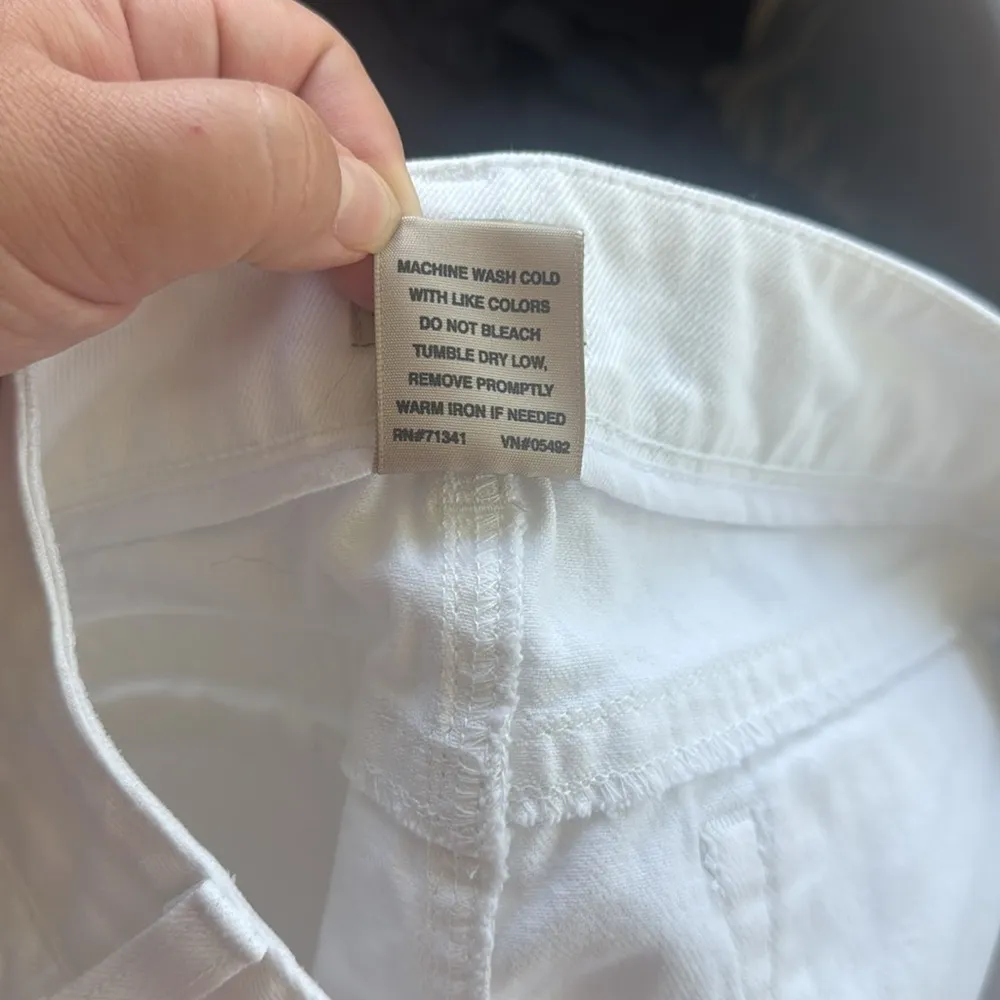 MACHINE WASH COLD
WITH LIKE COLORS
DO NOT BLEACH
TUMBLE DRY LOW,
REMOVE PROMPTLY
WARM IRON IF NEEDED
RN#71341 VN#05492